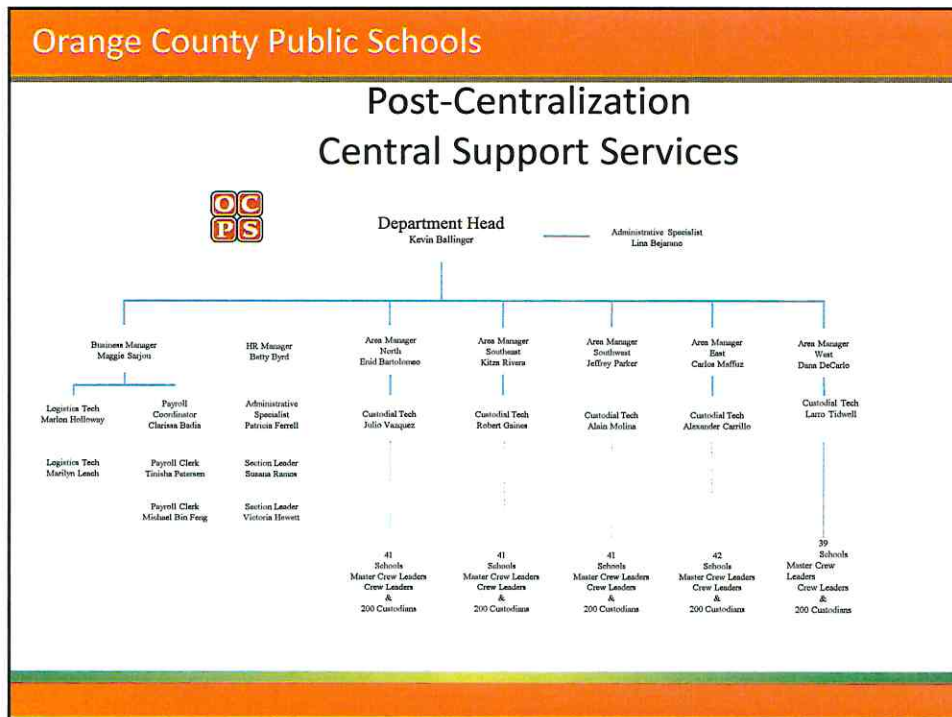 Orange County Public Schools
Post-Centralization
Central Support Services
OC
PS
Department Head
Kevin Ballinger
Administrative Specialist
Lina Bejarano
Business Manager
Maggie Sarjou
HR Manager
Betty Byrd
Area Manager
North
Enid Bartolomeo
Area Manager
Southeast
Kitza Rivera
Area Manager
Southwest
Jeffrey Parker
Area Manager
East
Carlos Maffuz
Area Manager
West
Dana DeCarlo
Logistics Tech
Marlon Holloway
Payroll
Coordinator
Clarissa Badia
Administrative
Specialist
Patricia Ferrell
Custodial Tech
Julio Vazquez
Custodial Tech
Robert Gaines
Custodial Tech
Alain Molina
Custodial Tech
Alexander Carrillo
Custodial Tech
Larro Tidwell
Logistics Tech
Marilyn Leach
Payroll Clerk
Tinisha Petersen
Section Leader
Susana Ramos
Payroll Clerk
Michael Bin Feng
Section Leader
Victoria Hewett
41
Schools
Master Crew Leaders
Crew Leaders
&
200 Custodians
41
Schools
Master Crew Leaders
Crew Leaders
&
200 Custodians
41
Schools
Master Crew Leaders
Crew Leaders
&
200 Custodians
42
Schools
Master Crew Leaders
Crew Leaders
&
200 Custodians
39
Schools
Master Crew
Leaders
Crew Leaders
&
200 Custodians